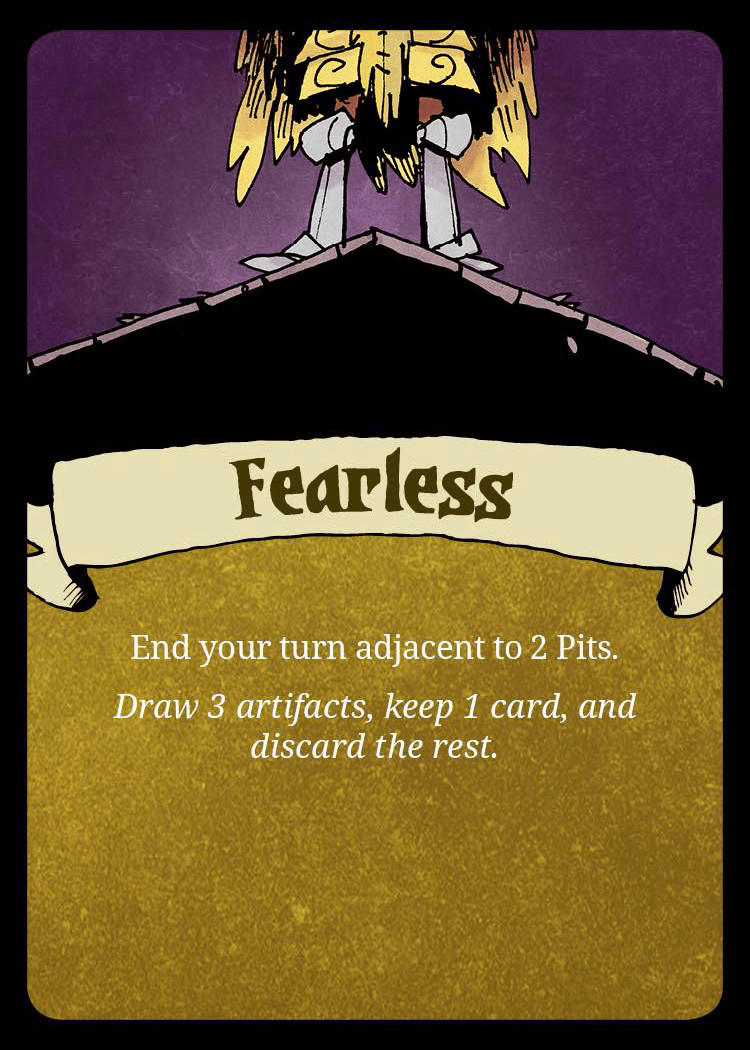 Fearless
End your turn adjacent to 2 Pits.
Draw 3 artifacts, keep 1 card, and
discard the rest.